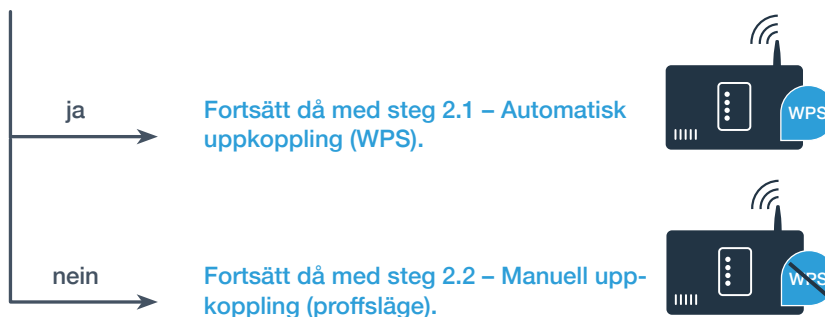 ja
Fortsätt då med steg 2.1 – Automatisk
uppkoppling (WPS).
WPS
nein
Fortsätt då med steg 2.2 – Manuell upp-
koppling (proffsläge).
WPS